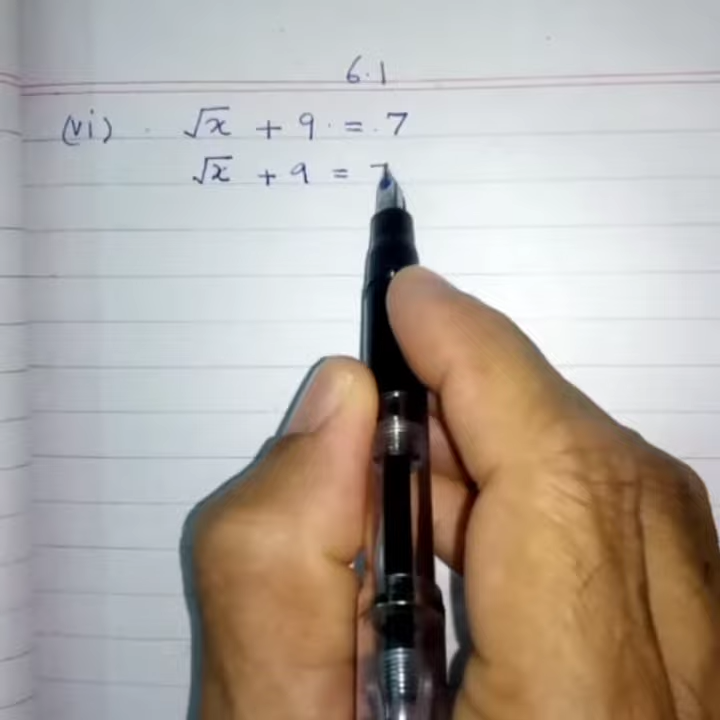 6.1
(vi) √x + 9 = 7
√x + 9 = 7